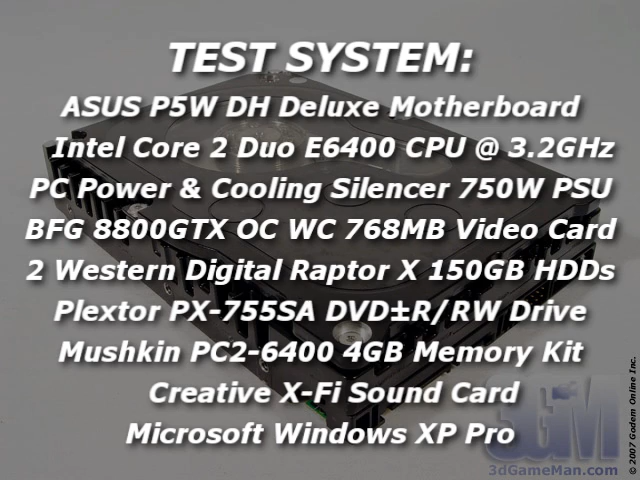 TEST SYSTEM:
ASUS P5W DH Deluxe Motherboard
Intel Core 2 Duo E6400 CPU @ 3.2GHz
PC Power & Cooling Silencer 750W PSU
BFG 8800GTX OC WC 768MB Video Card
2 Western Digital Raptor X 150GB HDDs
Plextor PX-755SA DVD±R/RW Drive
Mushkin PC2-6400 4GB Memory Kit
Creative X-Fi Sound Card
Microsoft Windows XP Pro
3GM
3dGameMan.com
© 2007 Godem Online Inc.